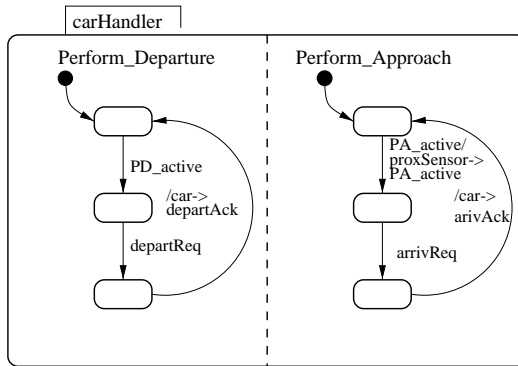 carHandler
Perform_Departure
PD_active
/car->
departAck
departReq
Perform_Approach
PA_active/
proxSensor->
PA_active
/car->
arivAck
arrivReq